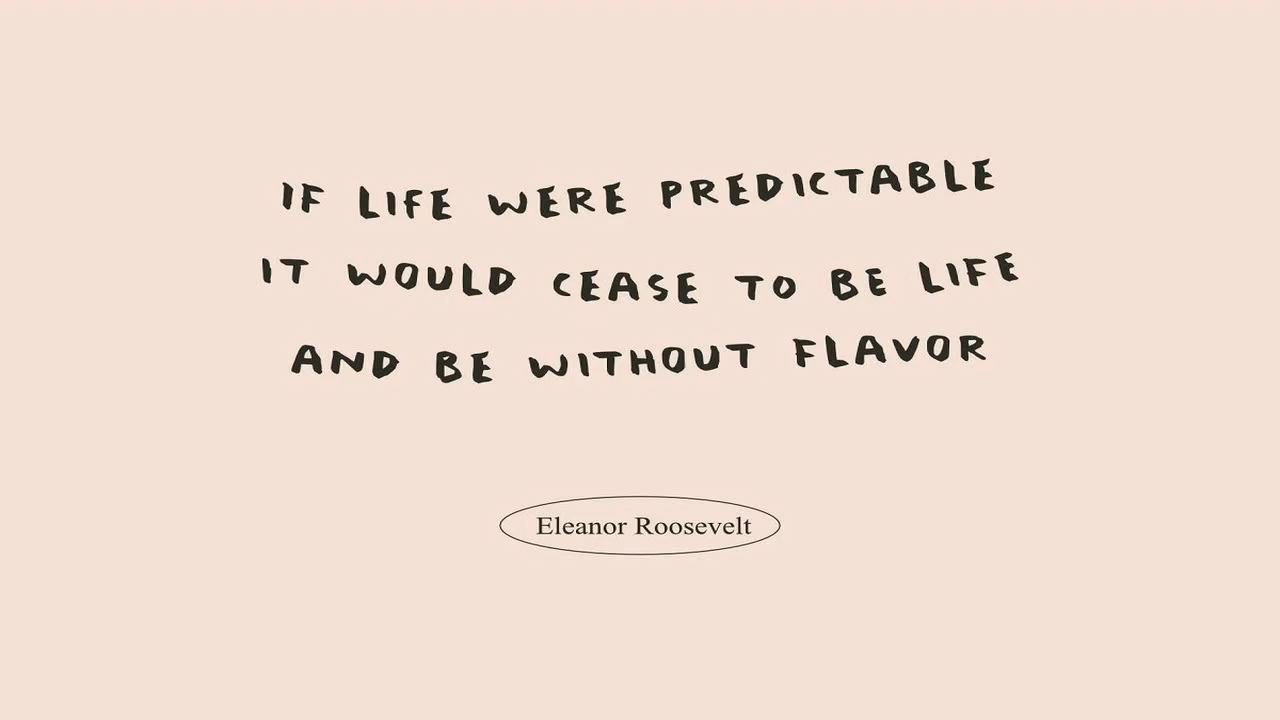 IF LIFE WERE PREDICTABLE
IT WOULD CEASE TO BE LIFE
AND BE WITHOUT FLAVOR
Eleanor Roosevelt